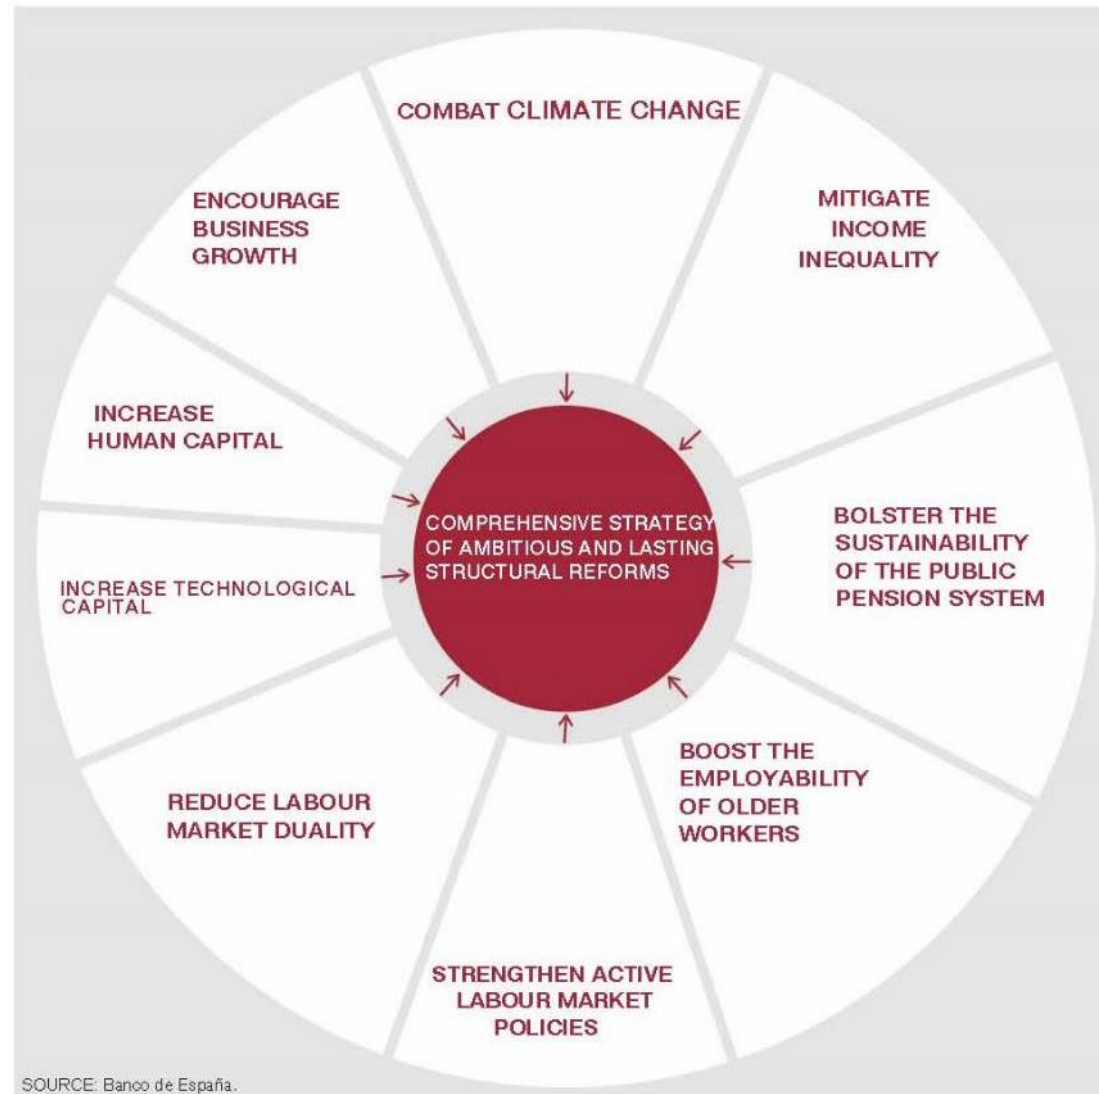 COMBAT CLIMATE CHANGE
MITIGATE
INCOME
INEQUALITY
BOLSTER THE
SUSTAINABILITY
OF THE PUBLIC
PENSION SYSTEM
BOOST THE
EMPLOYABILITY
OF OLDER
WORKERS
STRENGTHEN ACTIVE
LABOUR MARKET
POLICIES
REDUCE LABOUR
MARKET DUALITY
INCREASE TECHNOLOGICAL
CAPITAL
INCREASE
HUMAN CAPITAL
ENCOURAGE
BUSINESS
GROWTH
COMPREHENSIVE STRATEGY
OF AMBITIOUS AND LASTING
STRUCTURAL REFORMS
SOURCE: Banco de España.